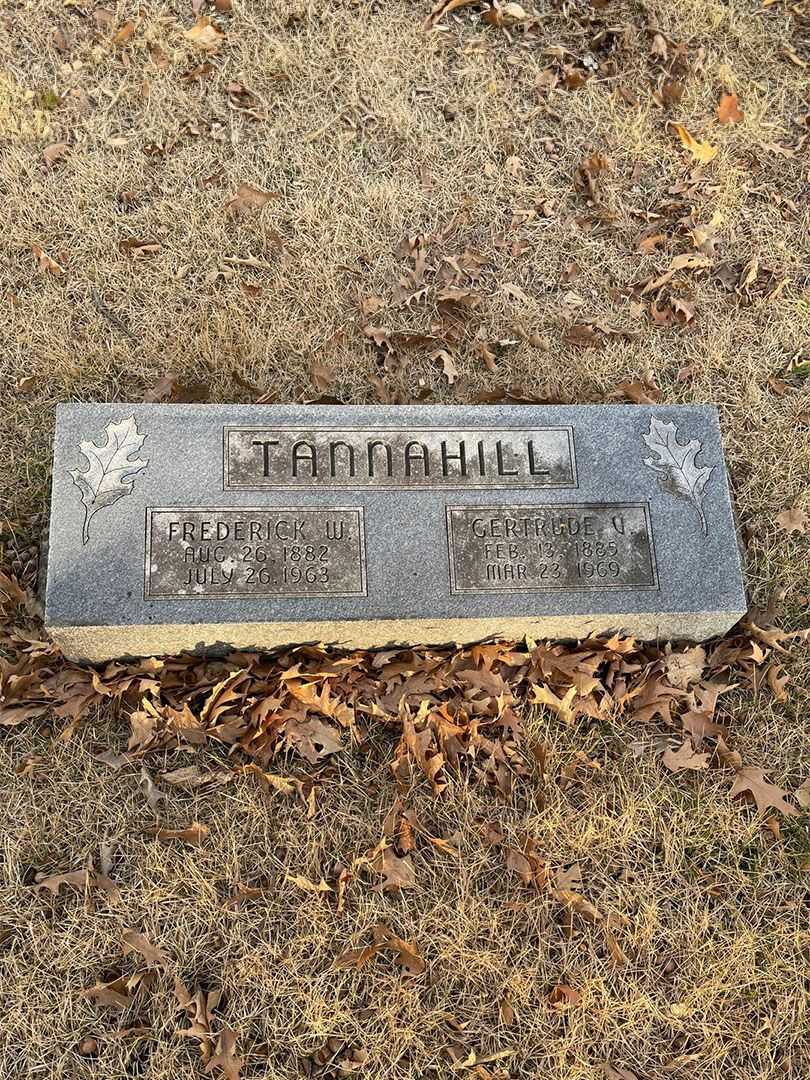 TANNAHILL
FREDERICK W.
AUG. 26, 1882
JULY 26, 1963
GERTRUDE V.
FEB. 13, 1885
MAR. 23, 1969